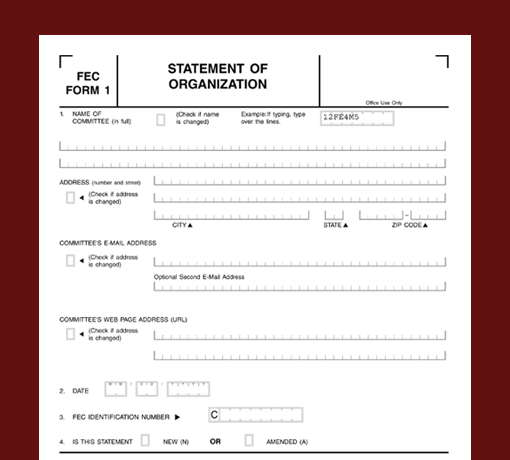 FEC
FORM 1
STATEMENT OF
ORGANIZATION
Office Use Only
1. NAME OF
COMMITTEE (in full)
(Check if name
is changed)
Example:If typing, type
over the lines.
12FE4M5
ADDRESS (number and street)
(Check if address
is changed)
CITY ▲ STATE ▲ ZIP CODE ▲
COMMITTEE'S E-MAIL ADDRESS
(Check if address
is changed)
Optional Second E-Mail Address
COMMITTEE'S WEB PAGE ADDRESS (URL)
(Check if address
is changed)
2. DATE M M / D D / Y Y Y Y
3. FEC IDENTIFICATION NUMBER ▶ C
4. IS THIS STATEMENT NEW (N) OR AMENDED (A)